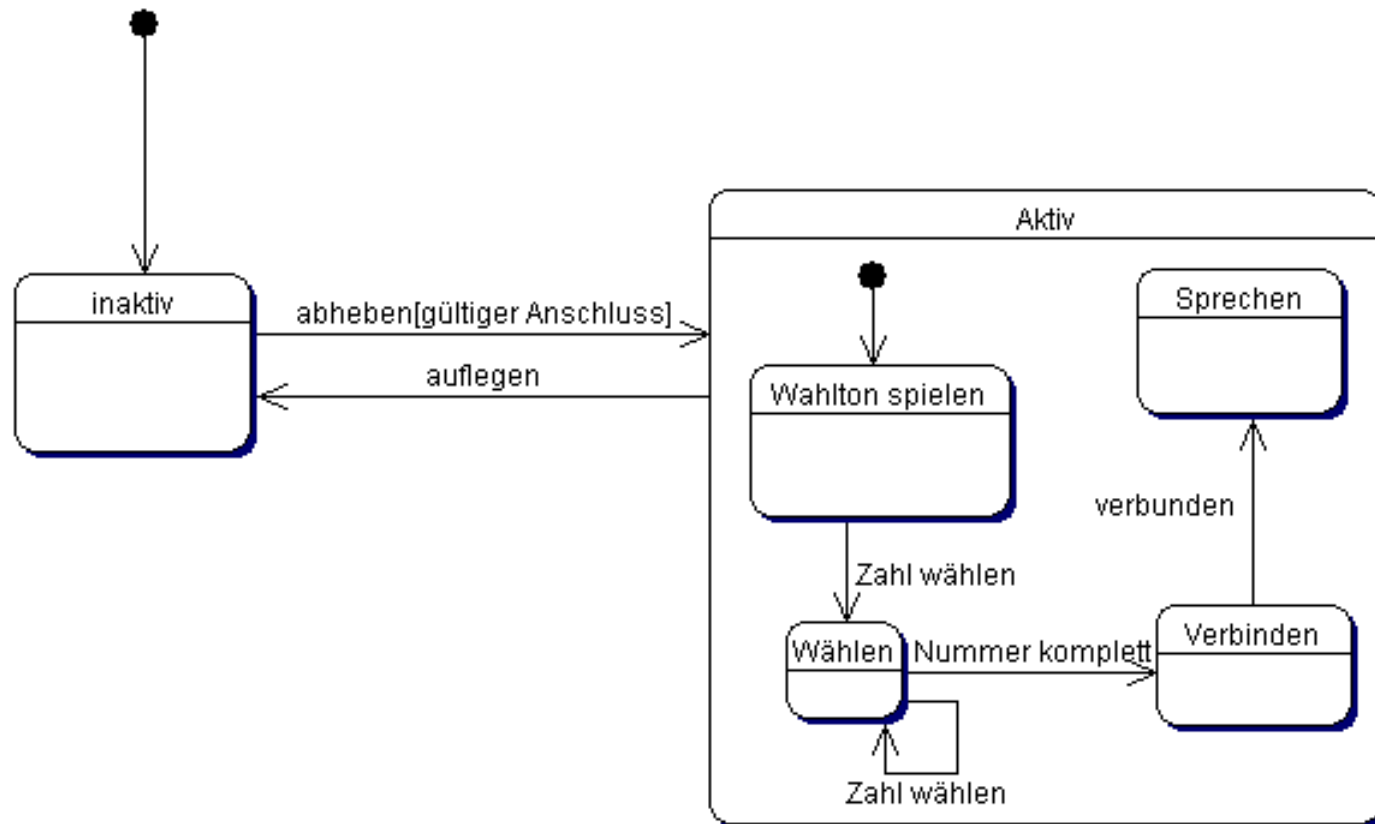 Aktiv
inaktiv
abheben[gültiger Anschluss]
auflegen
Sprechen
Wahlton spielen
verbunden
Zahl wählen
Wählen
Nummer komplett
Verbinden
Zahl wählen